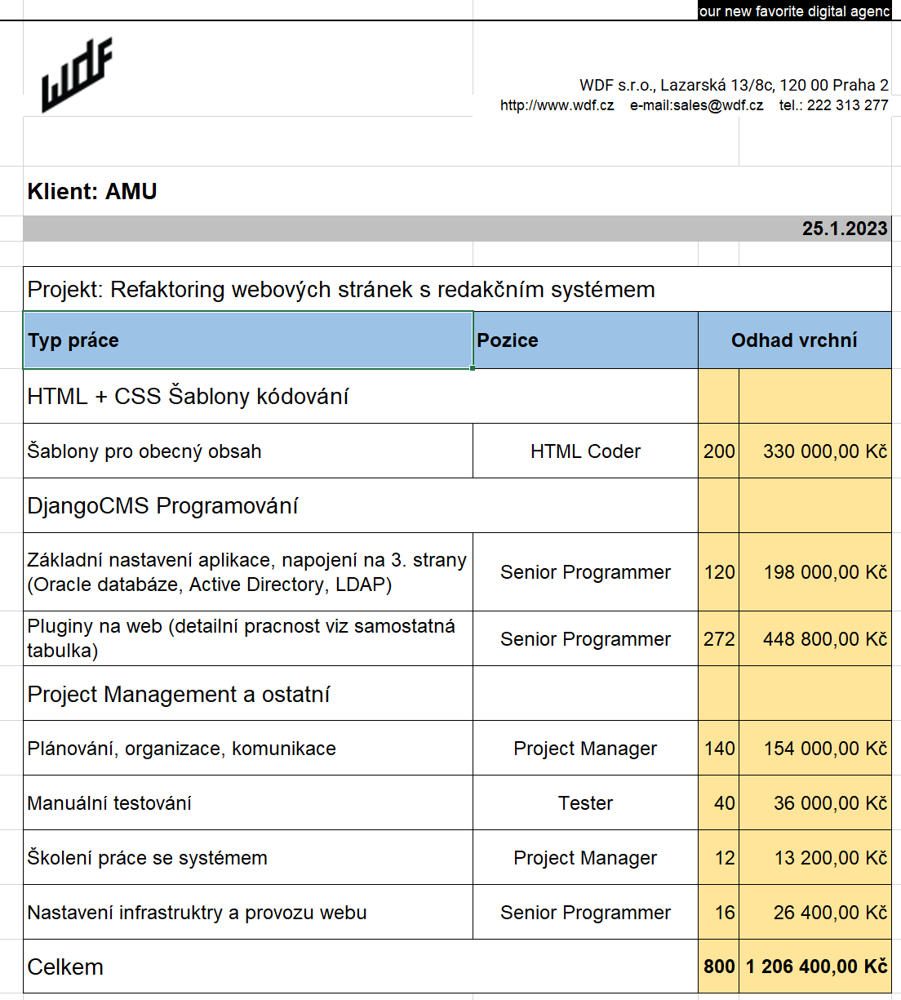 our new favorite digital agenc
wdf
WDF s.r.o., Lazarská 13/8c, 120 00 Praha 2
http://www.wdf.cz e-mail:sales@wdf.cz tel.: 222 313 277
Klient: AMU
25.1.2023
Projekt: Refaktoring webových stránek s redakčním systémem
Typ práce Pozice Odhad vrchní
HTML + CSS Šablony kódování
Šablony pro obecný obsah HTML Coder 200 330 000,00 Kč
DjangoCMS Programování
Základní nastavení aplikace, napojení na 3. strany
(Oracle databáze, Active Directory, LDAP) Senior Programmer 120 198 000,00 Kč
Pluginy na web (detailní pracnost viz samostatná
tabulka) Senior Programmer 272 448 800,00 Kč
Project Management a ostatní
Plánování, organizace, komunikace Project Manager 140 154 000,00 Kč
Manuální testování Tester 40 36 000,00 Kč
Školení práce se systémem Project Manager 12 13 200,00 Kč
Nastavení infrastruktry a provozu webu Senior Programmer 16 26 400,00 Kč
Celkem 800 1 206 400,00 Kč